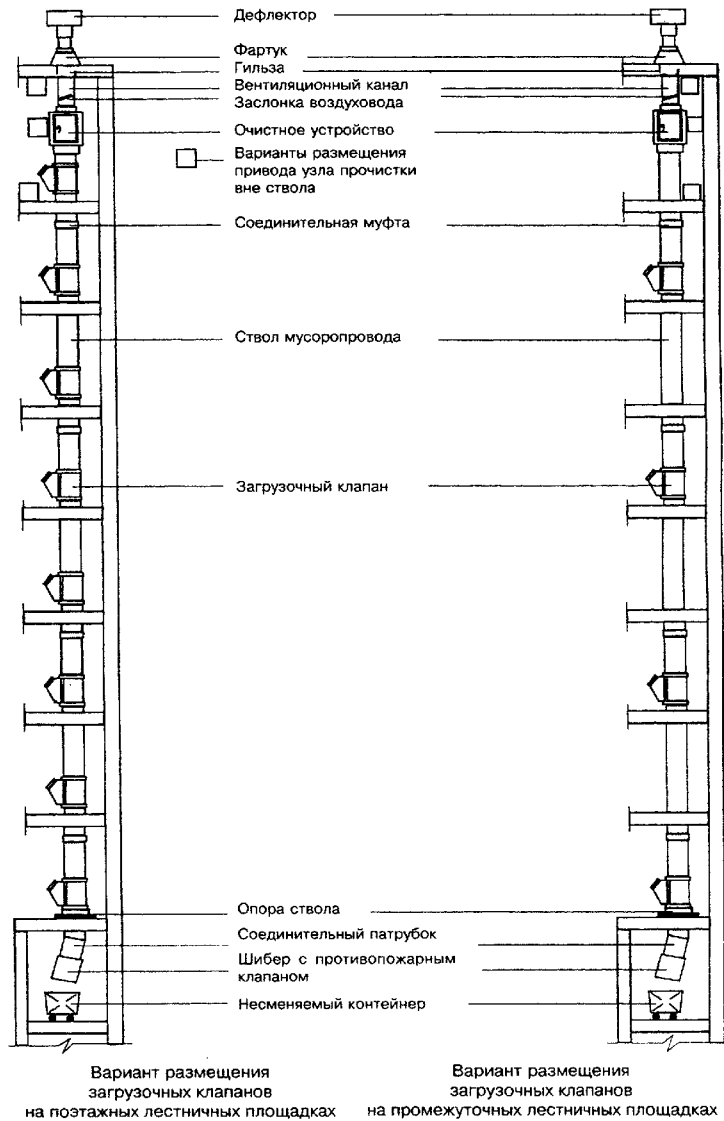 Дефлектор
Фартук
Гильза
Вентиляционный канал
Заслонка воздуховода
Очистное устройство
Варианты размещения
привода узла прочистки
вне ствола
Соединительная муфта
Ствол мусоропровода
Загрузочный клапан
Опора ствола
Соединительный патрубок
Шибер с противопожарным
клапаном
Несменяемый контейнер
Вариант размещения
загрузочных клапанов
на поэтажных лестничных площадках
Вариант размещения
загрузочных клапанов
на промежуточных лестничных площадках